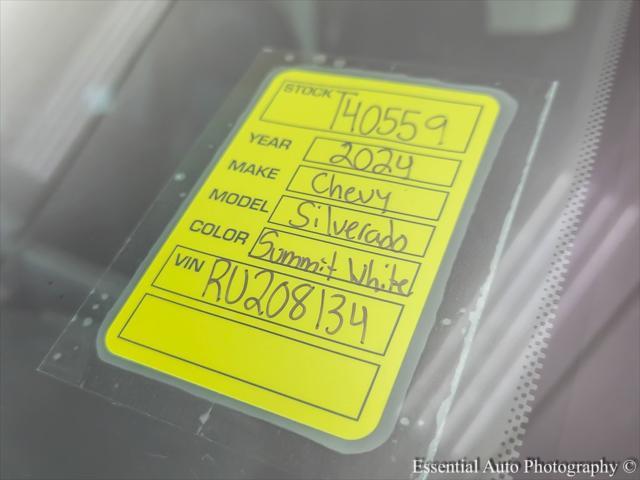 STOCK T40559
YEAR 2024
MAKE Chevy
MODEL Silverado
COLOR Summit White
VIN RU208134
Essential Auto Photography ©